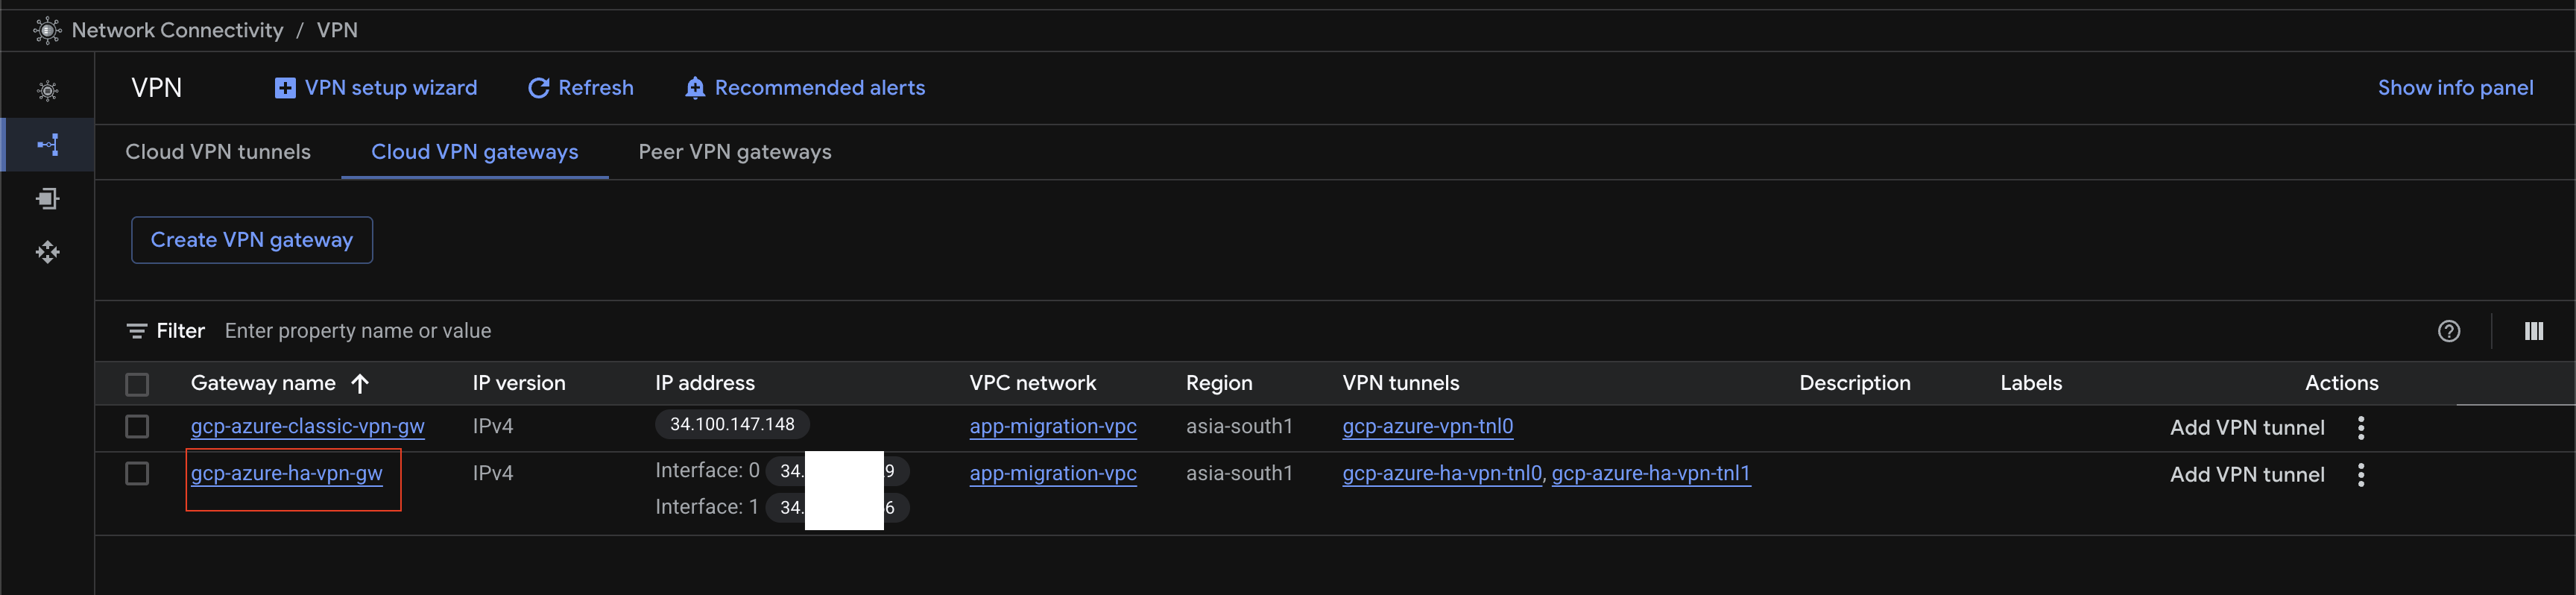 Network Connectivity / VPN
VPN VPN setup wizard Refresh Recommended alerts Show info panel
Cloud VPN tunnels Cloud VPN gateways Peer VPN gateways
Create VPN gateway
Filter Enter property name or value
Gateway name IP version IP address VPC network Region VPN tunnels Description Labels Actions
gcp-azure-classic-vpn-gw IPv4 34.100.147.148 app-migration-vpc asia-south1 gcp-azure-vpn-tnl0 Add VPN tunnel
gcp-azure-ha-vpn-gw IPv4 Interface: 0 34. 9 app-migration-vpc asia-south1 gcp-azure-ha-vpn-tnl0, gcp-azure-ha-vpn-tnl1 Add VPN tunnel
Interface: 1 34. 6